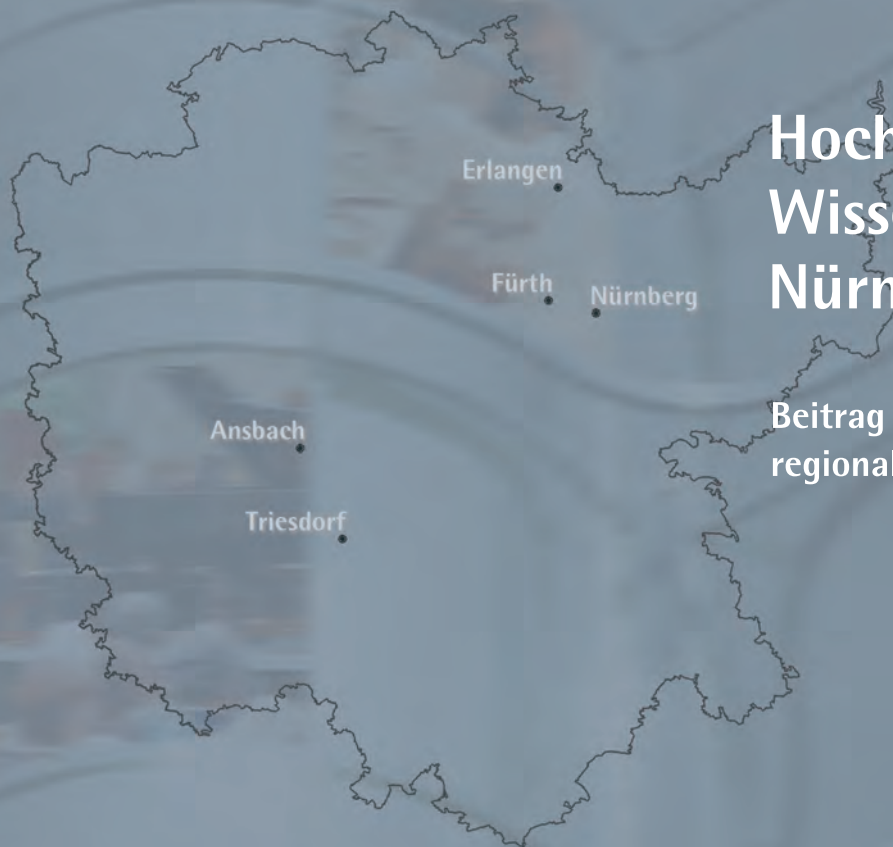 Erlangen
Fürth
Nürnberg
Ansbach
Triesdorf
Hoch
Wiss
Nürn
Beitrag
regional